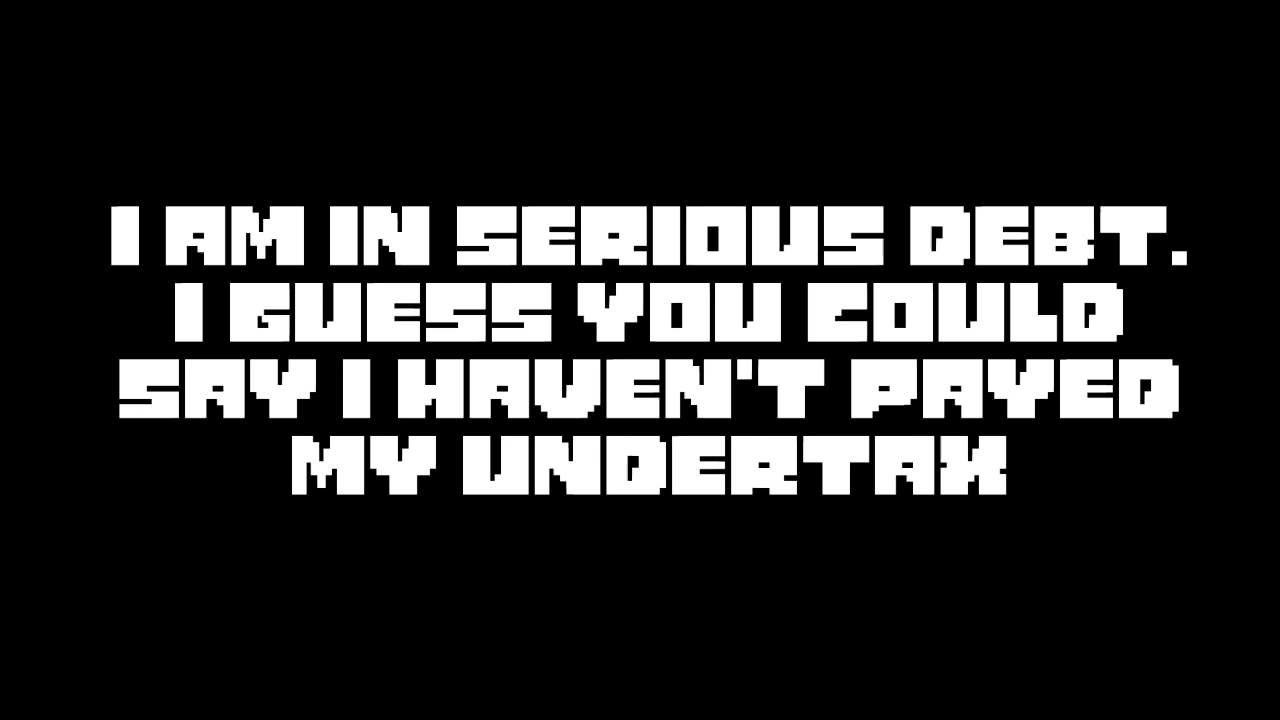 I AM IN SERIOUS DEBT.
I GUESS YOU COULD
SAY I HAVEN'T PAYED
MY UNDERTAX